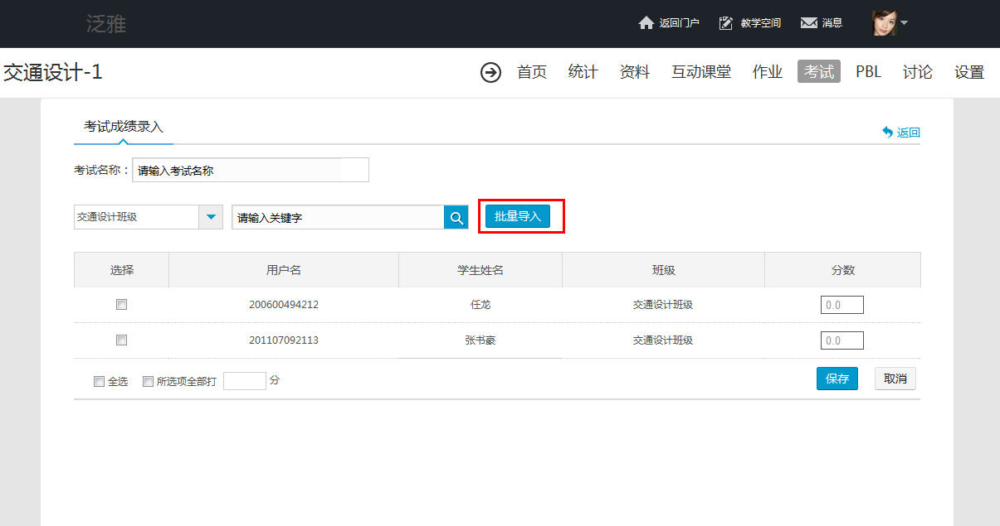 泛雅
返回门户 教学空间 消息
交通设计-1
首页 统计 资料 互动课堂 作业 考试 PBL 讨论 设置
考试成绩录入
返回
考试名称： 请输入考试名称
交通设计班级 请输入关键字 批量导入
选择 用户名 学生姓名 班级 分数
200600494212 任龙 交通设计班级 0.0
201107092113 张书豪 交通设计班级 0.0
全选 所选项全部打 分 保存 取消